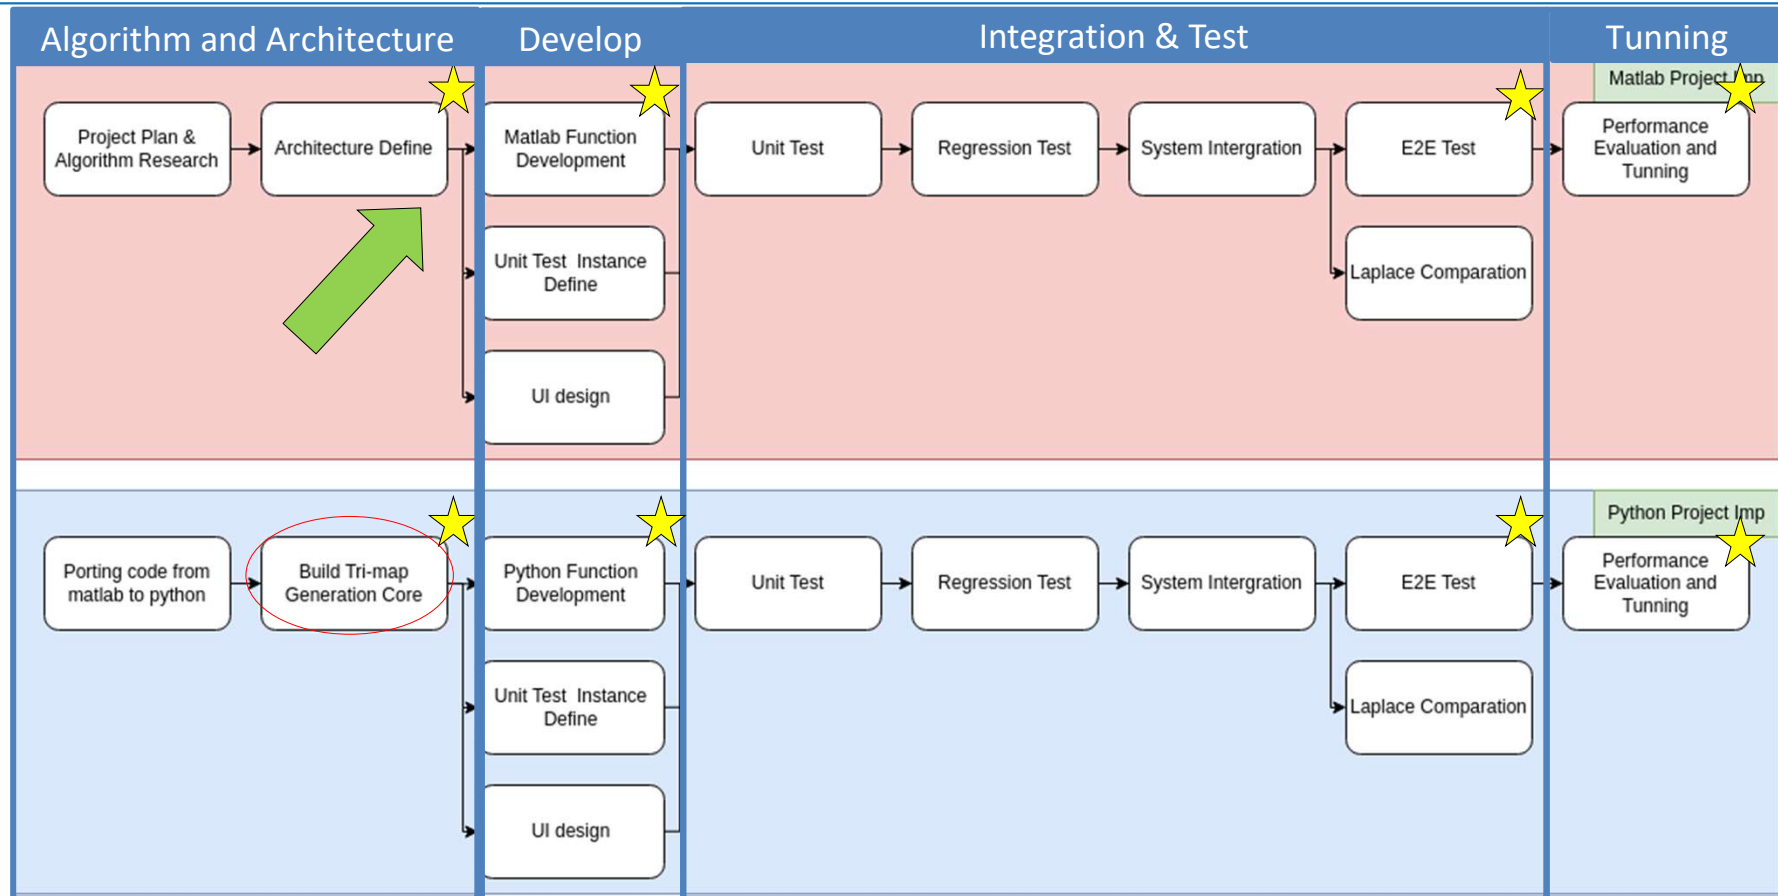 Algorithm and Architecture
Develop
Integration & Test
Tunning
Matlab Project Imp
Project Plan &
Algorithm Research
Architecture Define
Matlab Function
Development
Unit Test
Regression Test
System Intergration
E2E Test
Performance
Evaluation and
Tunning
Unit Test Instance
Define
Laplace Comparation
UI design
Python Project Imp
Porting code from
matlab to python
Build Tri-map
Generation Core
Python Function
Development
Unit Test
Regression Test
System Intergration
E2E Test
Performance
Evaluation and
Tunning
Unit Test Instance
Define
Laplace Comparation
UI design